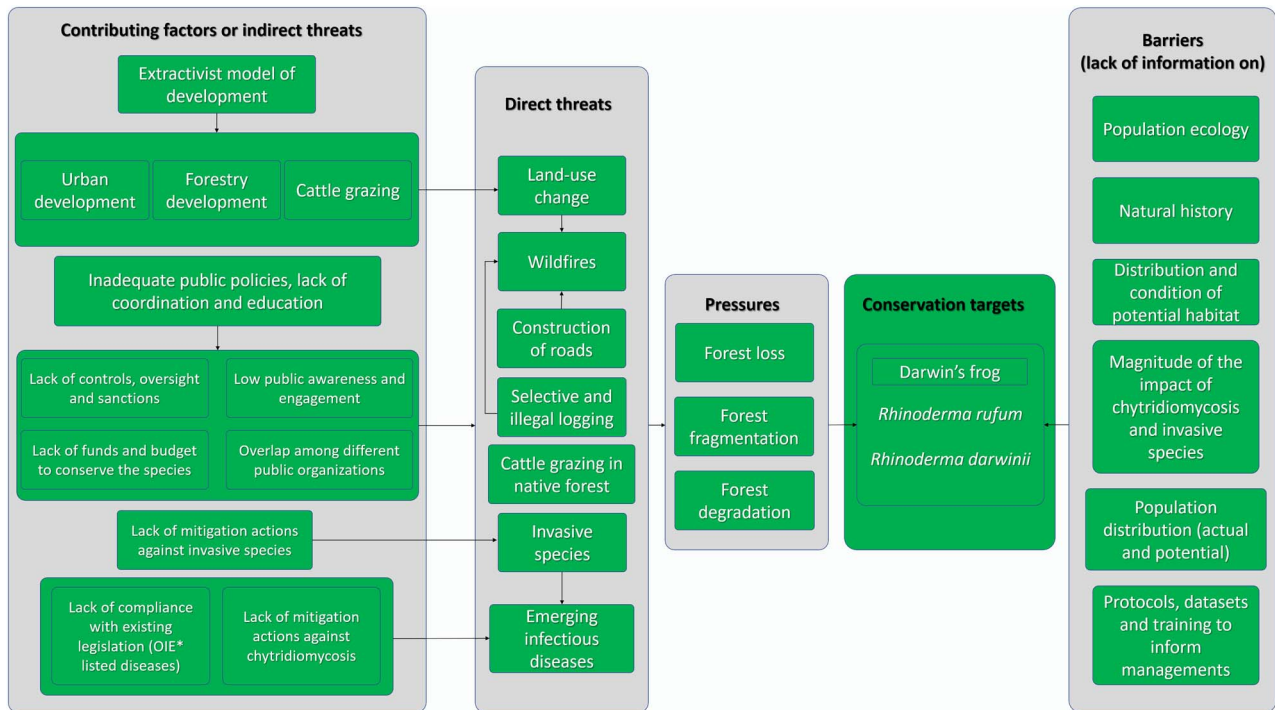 Contributing factors or indirect threats
Extractivist model of
development
Urban
development
Forestry
development
Cattle grazing
Inadequate public policies, lack of
coordination and education
Lack of controls, oversight
and sanctions
Low public awareness and
engagement
Lack of funds and budget
to conserve the species
Overlap among different
public organizations
Lack of mitigation actions
against invasive species
Lack of compliance
with existing
legislation (OIE*
listed diseases)
Lack of mitigation
actions against
chytridiomycosis
Direct threats
Land-use
change
Wildfires
Construction
of roads
Selective and
illegal logging
Cattle grazing in
native forest
Invasive
species
Emerging
infectious
diseases
Pressures
Forest loss
Forest
fragmentation
Forest
degradation
Conservation targets
Darwin’s frog
Rhinoderma rufum
Rhinoderma darwinii
Barriers
(lack of information on)
Population ecology
Natural history
Distribution and
condition of
potential habitat
Magnitude of the
impact of
chytridiomycosis
and invasive
species
Population
distribution (actual
and potential)
Protocols, datasets
and training to
inform
managements